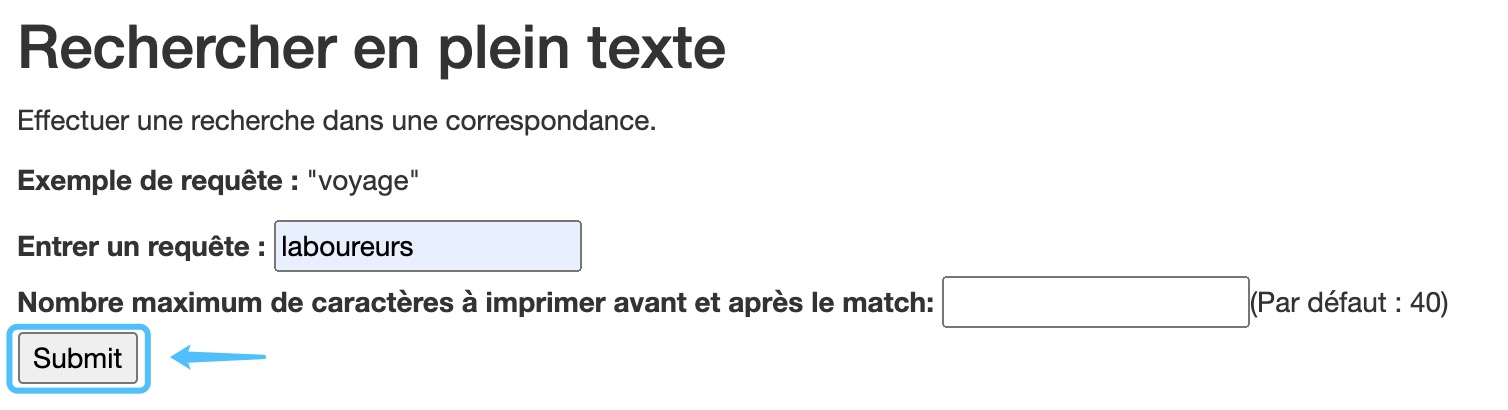 Rechercher en plein texte
Effectuer une recherche dans une correspondance.
Exemple de requête : "voyage"
Entrer un requête : laboureurs
Nombre maximum de caractères à imprimer avant et après le match: (Par défaut : 40)
Submit